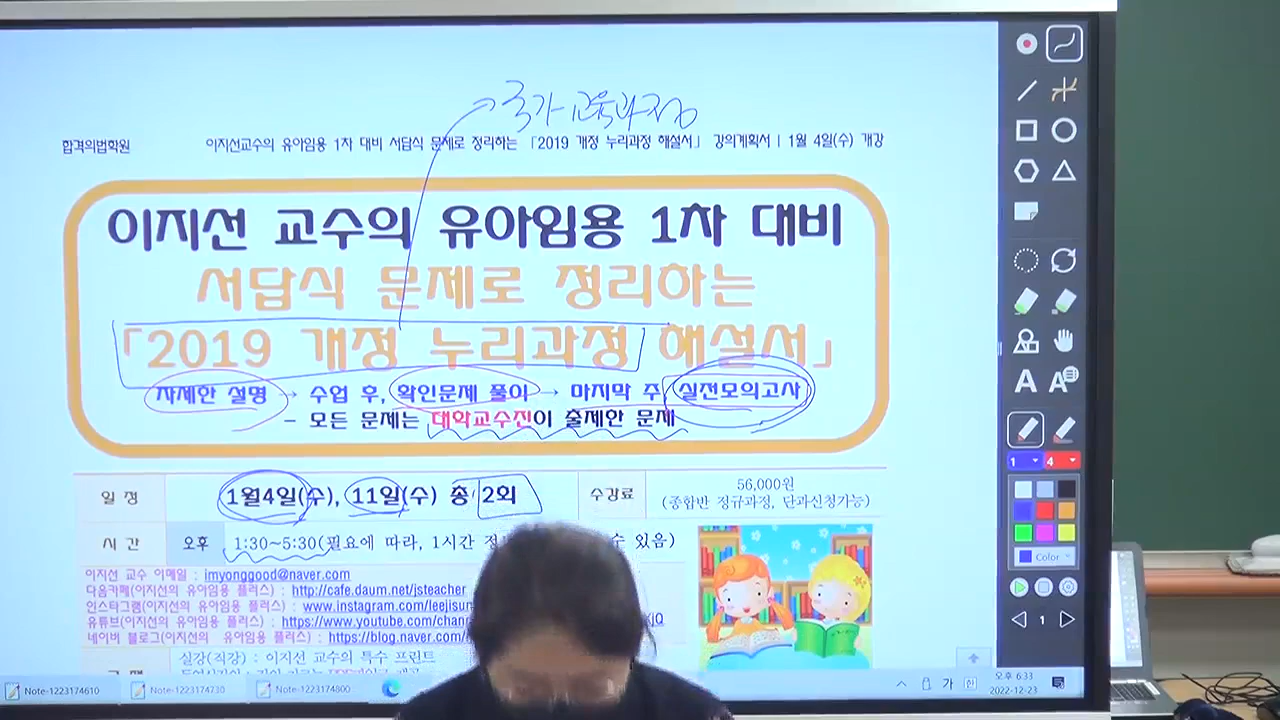 국가교육과정
합격의법학원 이지선교수의 유아임용 1차 대비 서답식 문제로 정리하는 「2019 개정 누리과정 해설서」 강의계획서 | 1월 4일(수) 개강
이지선 교수의 유아임용 1차 대비
서답식 문제로 정리하는
「2019 개정 누리과정 해설서」
자세한 설명 → 수업 후, 확인문제 풀이 → 마지막 주, 실전모의고사
- 모든 문제는 대학교수진이 출제한 문제
일 정 1월4일(수), 11일(수) 총 2회 수강료 56,000원
(종합반 정규과정, 단과신청가능)
시 간 오후 1:30~5:30(필요에 따라, 1시간 수 있음)
이지선 교수 이메일 : imyonggood@naver.com
다음카페(이지선의 유아임용 플러스) : http://cafe.daum.net/jsteacher
인스타그램(이지선의 유아임용 플러스) : www.instagram.com/leejisun
유튜브(이지선의 유아임용 플러스) : https://www.youtube.com/chan
네이버 블로그(이지선의 유아임용 플러스) : https://blog.naver.com/
실강(직강) : 이지선 교수의 특수 프린트
A A
1 4
Color
1
Note-1223174610 Note-1223174730 Note-1223174800 가 오후 6:33
2022-12-23